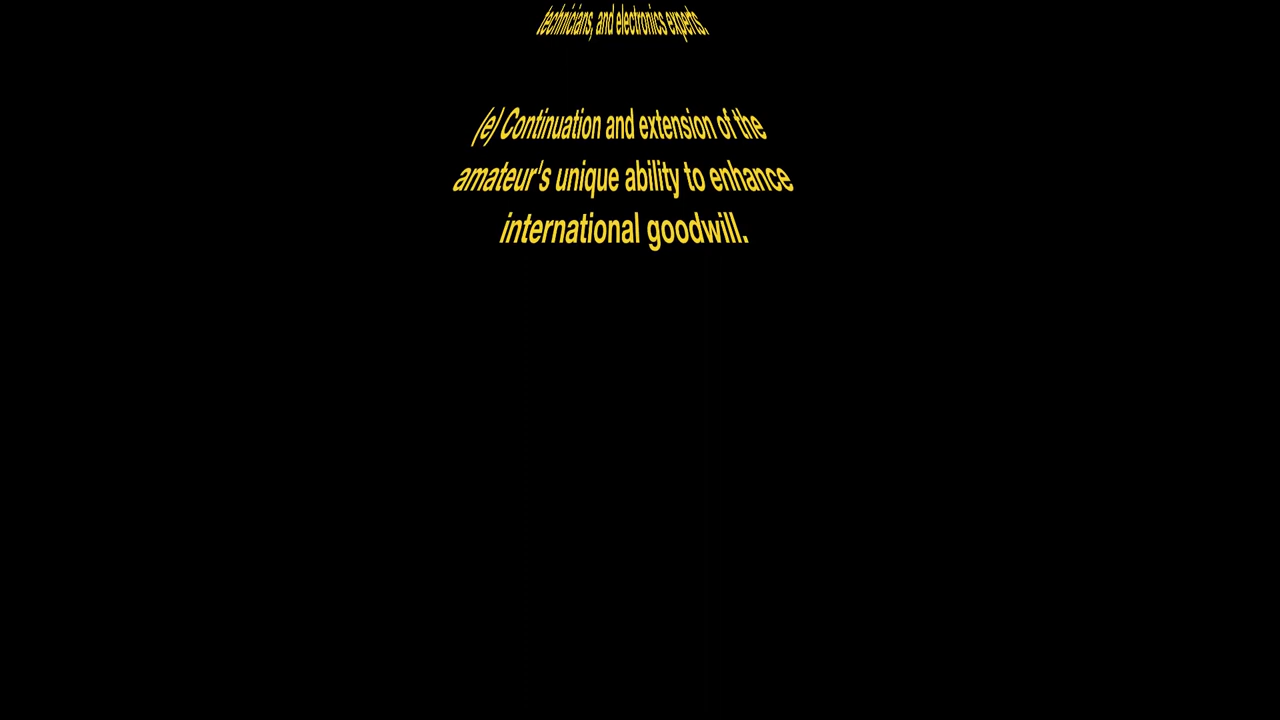 technicians, and electronics experts.
(e) Continuation and extension of the
amateur's unique ability to enhance
international goodwill.